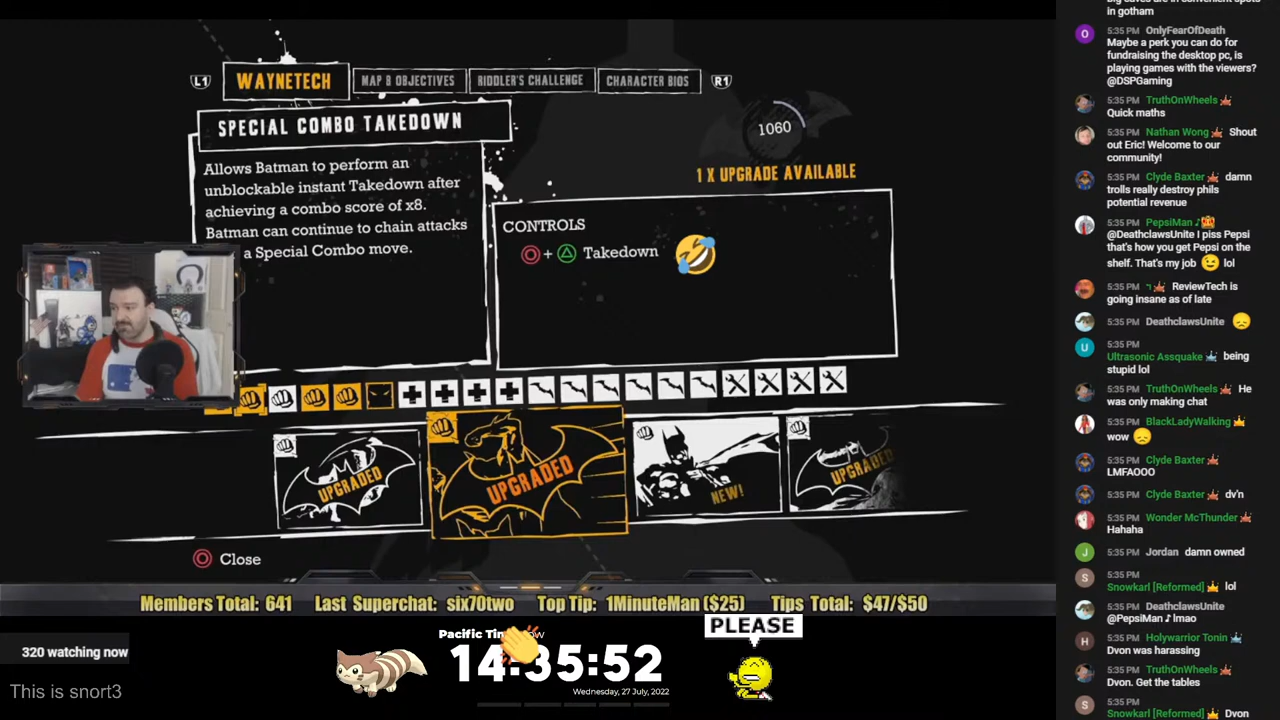 L1
WAYNETECH
MAP & OBJECTIVES
RIDDLER'S CHALLENGE
CHARACTER BIOS
R1
SPECIAL COMBO TAKEDOWN
Allows Batman to perform an
unblockable instant Takedown after
achieving a combo score of x8.
Batman can continue to chain attacks
a Special Combo move.
1060
1 X UPGRADE AVAILABLE
CONTROLS
+ Takedown
UPGRADED
UPGRADED
NEW!
UPGRADED
Close
Members Total: 641 Last Superchat: six70two Top Tip: 1MinuteMan ($25) Tips Total: $47/$50
320 watching now
This is snort3
Pacific Tim
14:35:52
Wednesday, 27 July, 2022
PLEASE
in gotham
5:35 PM OnlyFearOfDeath
Maybe a perk you can do for
fundraising the desktop pc, is
playing games with the viewers?
@DSPGaming
5:35 PM TruthOnWheels
Quick maths
5:35 PM Nathan Wong Shout
out Eric! Welcome to our
community!
5:35 PM Clyde Baxter damn
trolls really destroy phils
potential revenue
5:35 PM PepsiMan♪
@DeathclawsUnite I piss Pepsi
that's how you get Pepsi on the
shelf. That's my job 😉 lol
5:35 PM ReviewTech is
going insane as of late
5:35 PM DeathclawsUnite 😞
5:35 PM
Ultrasonic Assquake being
stupid lol
5:35 PM TruthOnWheels He
was only making chat
5:35 PM BlackLadyWalking
wow 😞
5:35 PM Clyde Baxter
LMFAOOO
5:35 PM Clyde Baxter dv'n
5:35 PM Wonder McThunder
Hahaha
5:35 PM Jordan damn owned
5:35 PM
Snowkarl [Reformed] lol
5:35 PM DeathclawsUnite
@PepsiMan♪ lmao
5:35 PM Holywarrior Tonin
Dvon was harassing
5:35 PM TruthOnWheels
Dvon. Get the tables
5:35 PM
Snowkarl [Reformed] Dvon